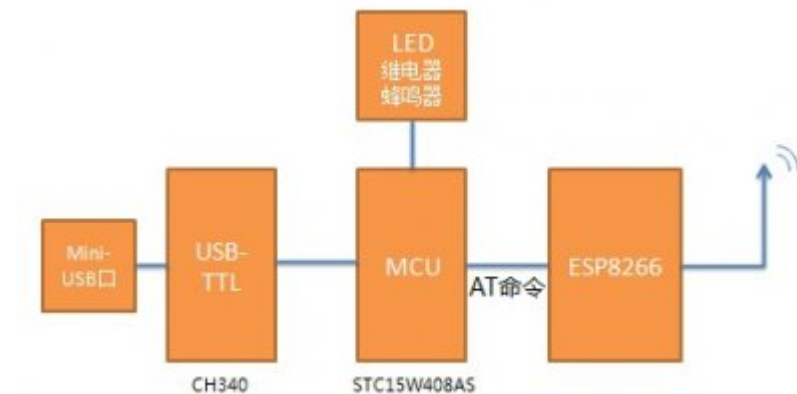 LED
继电器
蜂鸣器
Mini-
USB口
USB-
TTL
MCU
AT命令
ESP8266
CH340
STC15W408AS